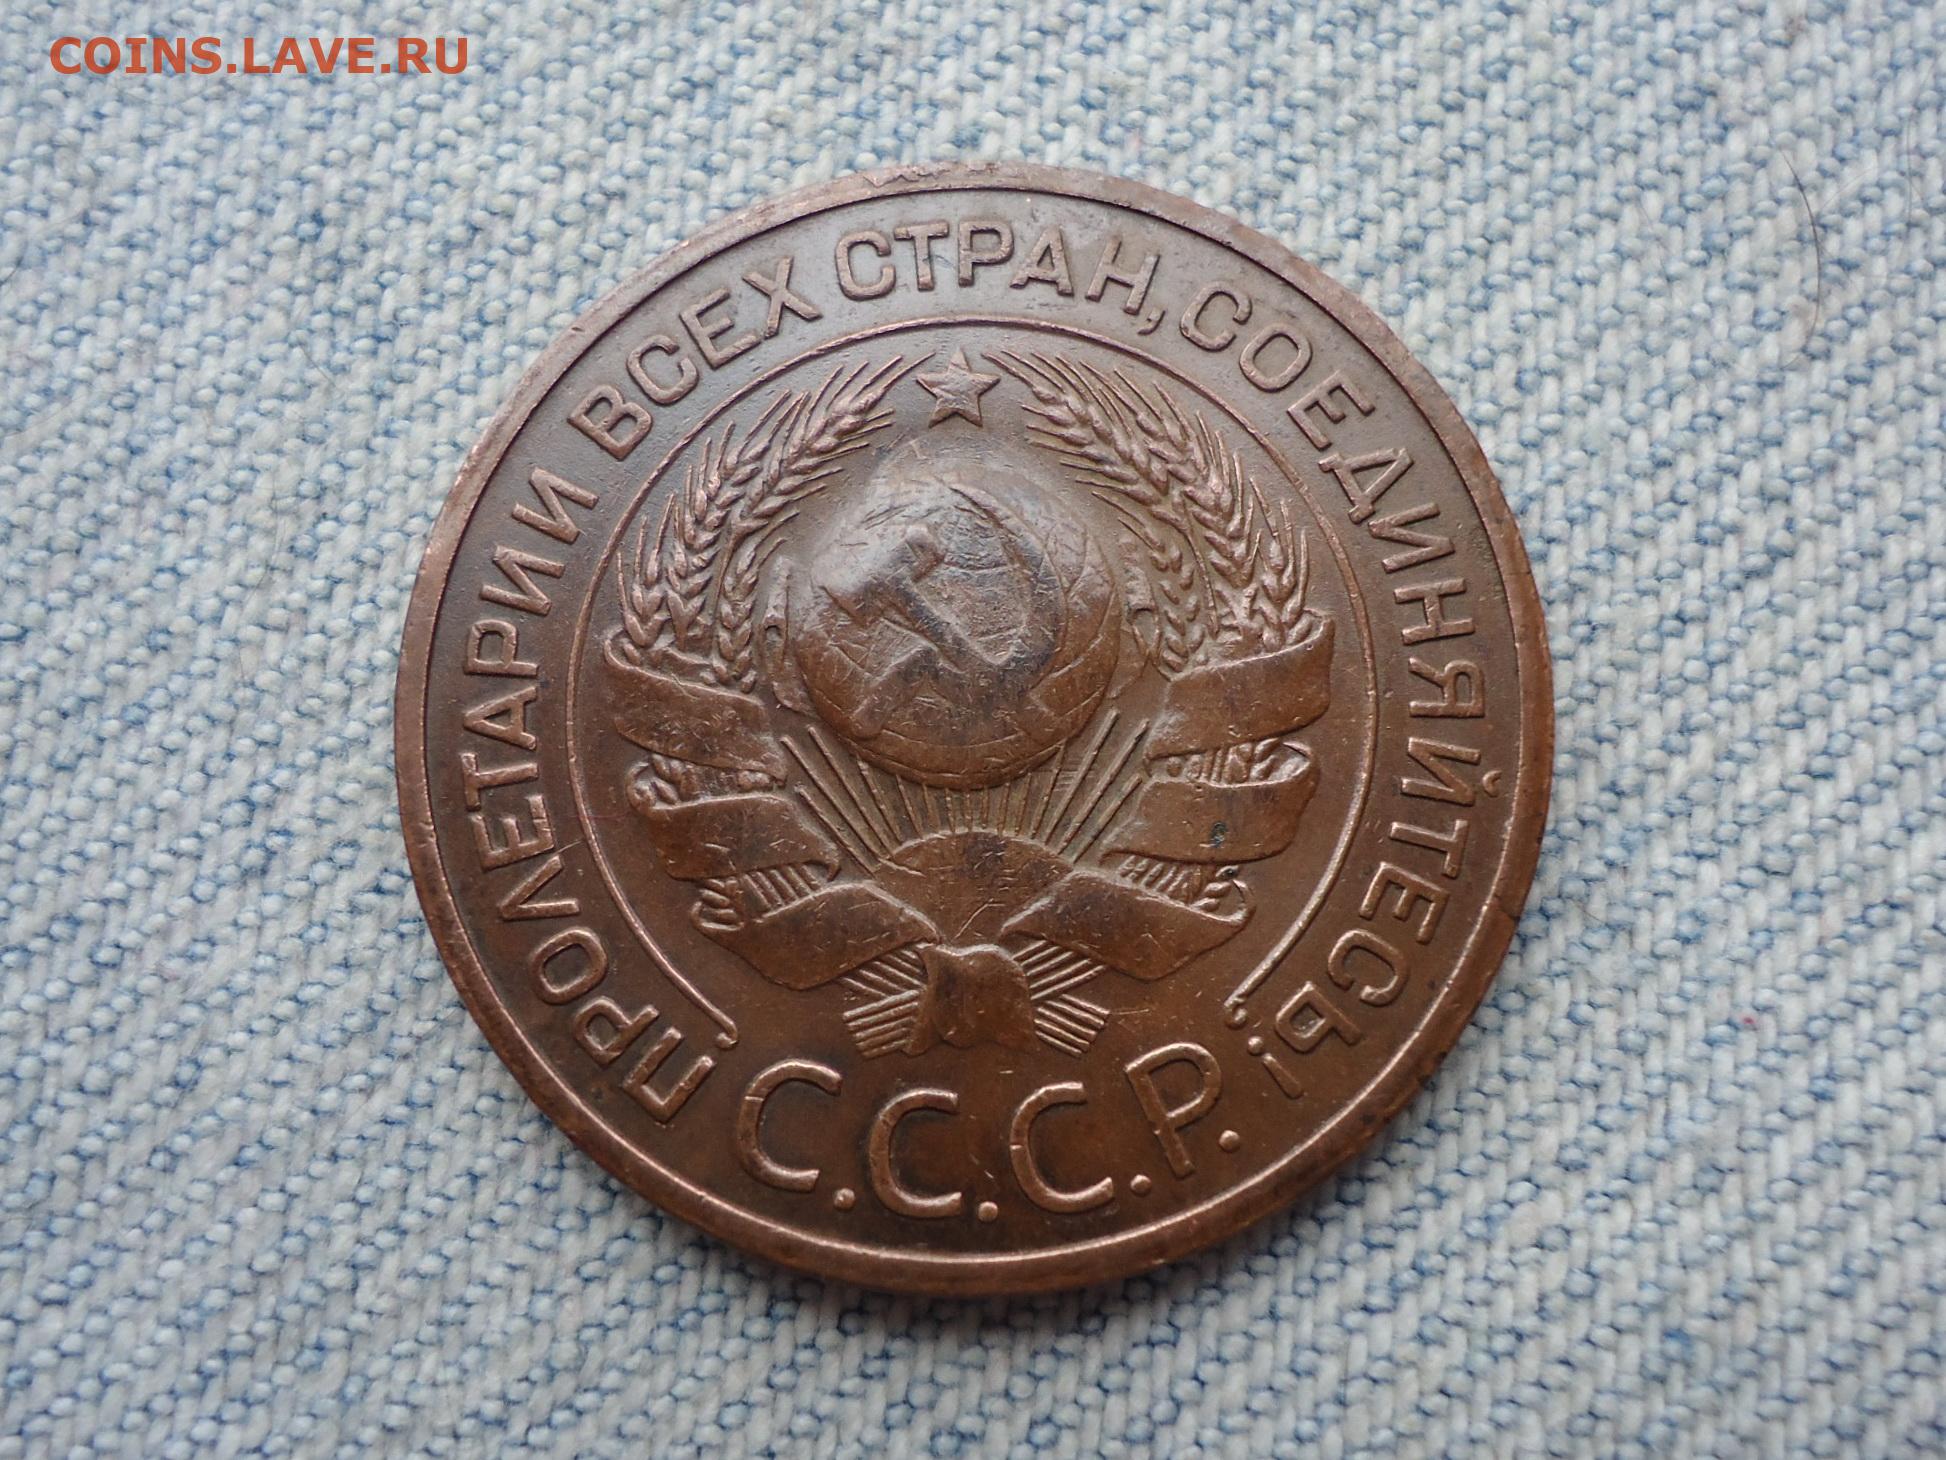 COINS.LAVE.RU
ПРОЛЕТАРИИ ВСЕХ СТРАН, СОЕДИНЯЙТЕСЬ!
С.С.С.Р.